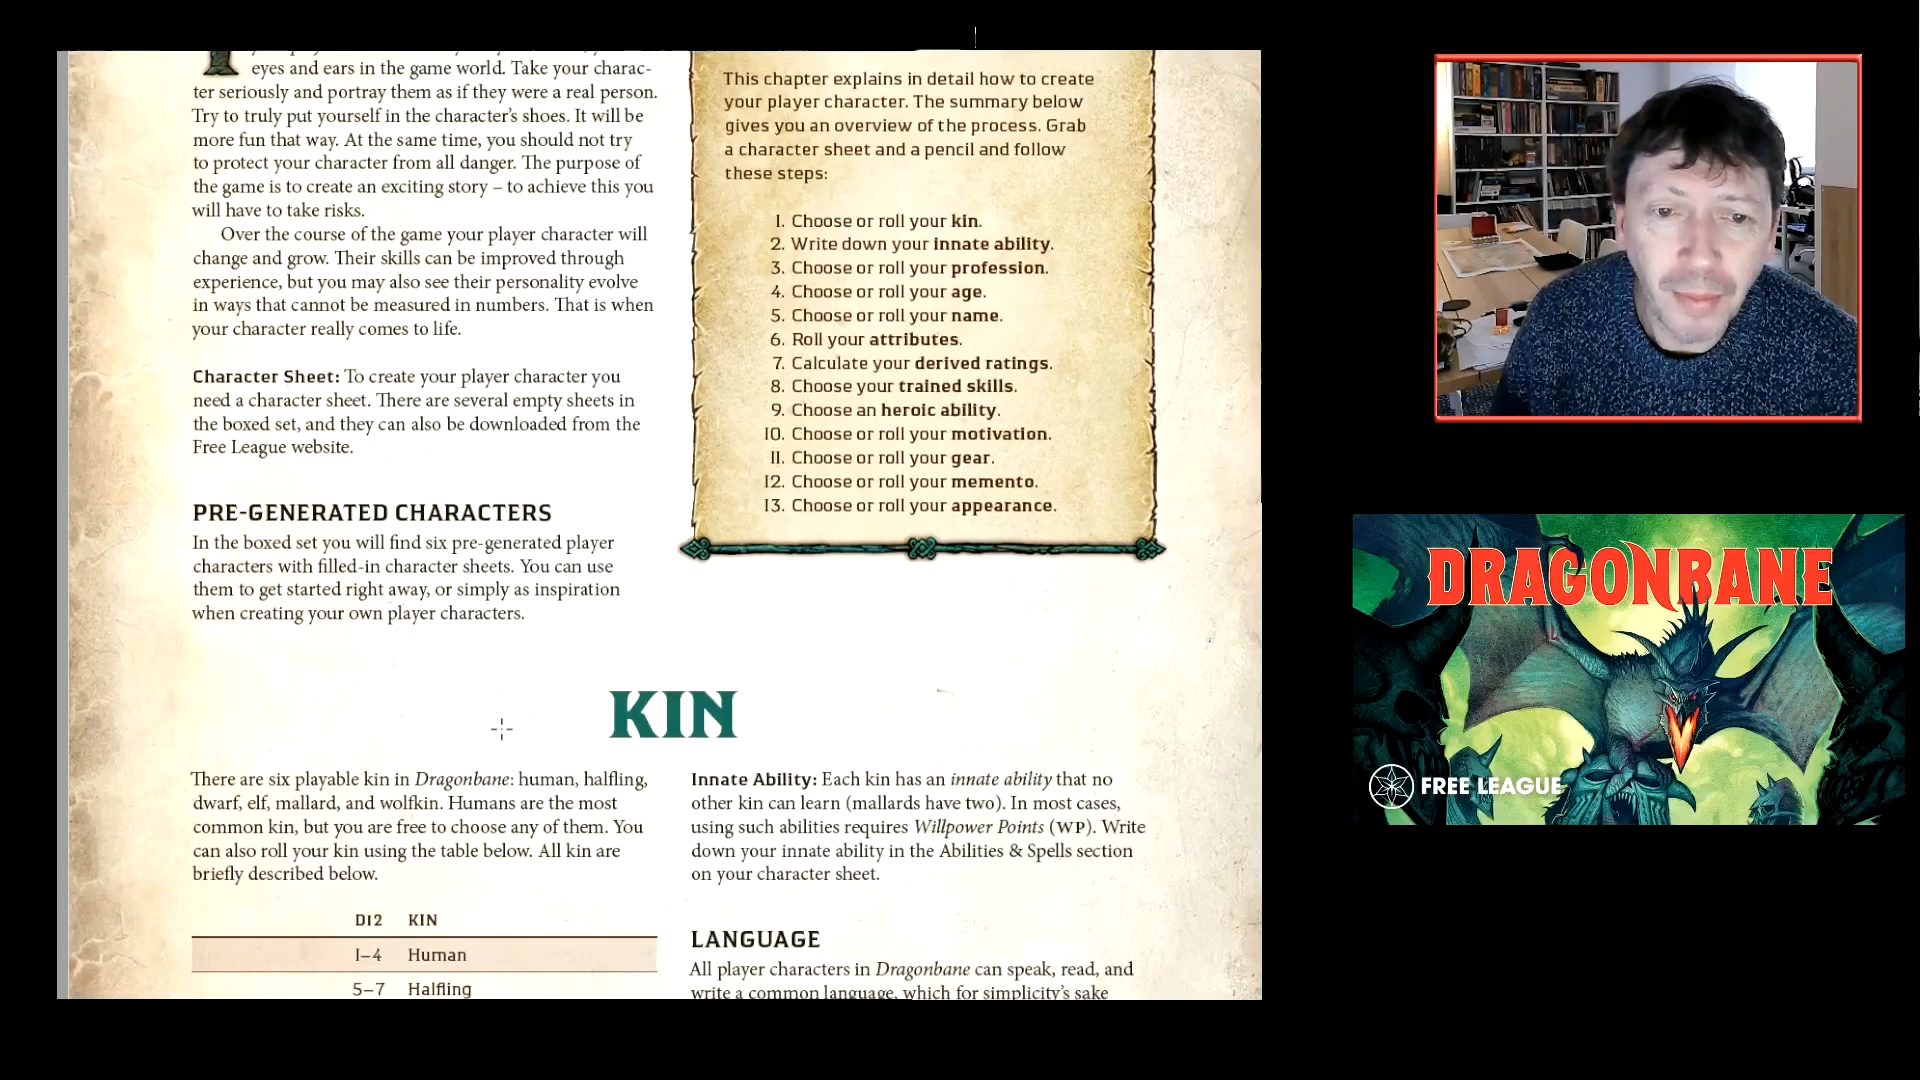 eyes and ears in the game world. Take your charac-
ter seriously and portray them as if they were a real person.
Try to truly put yourself in the character's shoes. It will be
more fun that way. At the same time, you should not try
to protect your character from all danger. The purpose of
the game is to create an exciting story – to achieve this you
will have to take risks.
Over the course of the game your player character will
change and grow. Their skills can be improved through
experience, but you may also see their personality evolve
in ways that cannot be measured in numbers. That is when
your character really comes to life.
Character Sheet: To create your player character you
need a character sheet. There are several empty sheets in
the boxed set, and they can also be downloaded from the
Free League website.
PRE-GENERATED CHARACTERS
In the boxed set you will find six pre-generated player
characters with filled-in character sheets. You can use
them to get started right away, or simply as inspiration
when creating your own player characters.
This chapter explains in detail how to create
your player character. The summary below
gives you an overview of the process. Grab
a character sheet and a pencil and follow
these steps:
1. Choose or roll your kin.
2. Write down your innate ability.
3. Choose or roll your profession.
4. Choose or roll your age.
5. Choose or roll your name.
6. Roll your attributes.
7. Calculate your derived ratings.
8. Choose your trained skills.
9. Choose an heroic ability.
10. Choose or roll your motivation.
11. Choose or roll your gear.
12. Choose or roll your memento.
13. Choose or roll your appearance.
KIN
There are six playable kin in Dragonbane: human, halfling,
dwarf, elf, mallard, and wolfkin. Humans are the most
common kin, but you are free to choose any of them. You
can also roll your kin using the table below. All kin are
briefly described below.
D12 KIN
1–4 Human
5–7 Halfling
Innate Ability: Each kin has an innate ability that no
other kin can learn (mallards have two). In most cases,
using such abilities requires Willpower Points (WP). Write
down your innate ability in the Abilities & Spells section
on your character sheet.
LANGUAGE
All player characters in Dragonbane can speak, read, and
write a common language, which for simplicity's sake
DRAGONBANE
FREE LEAGUE